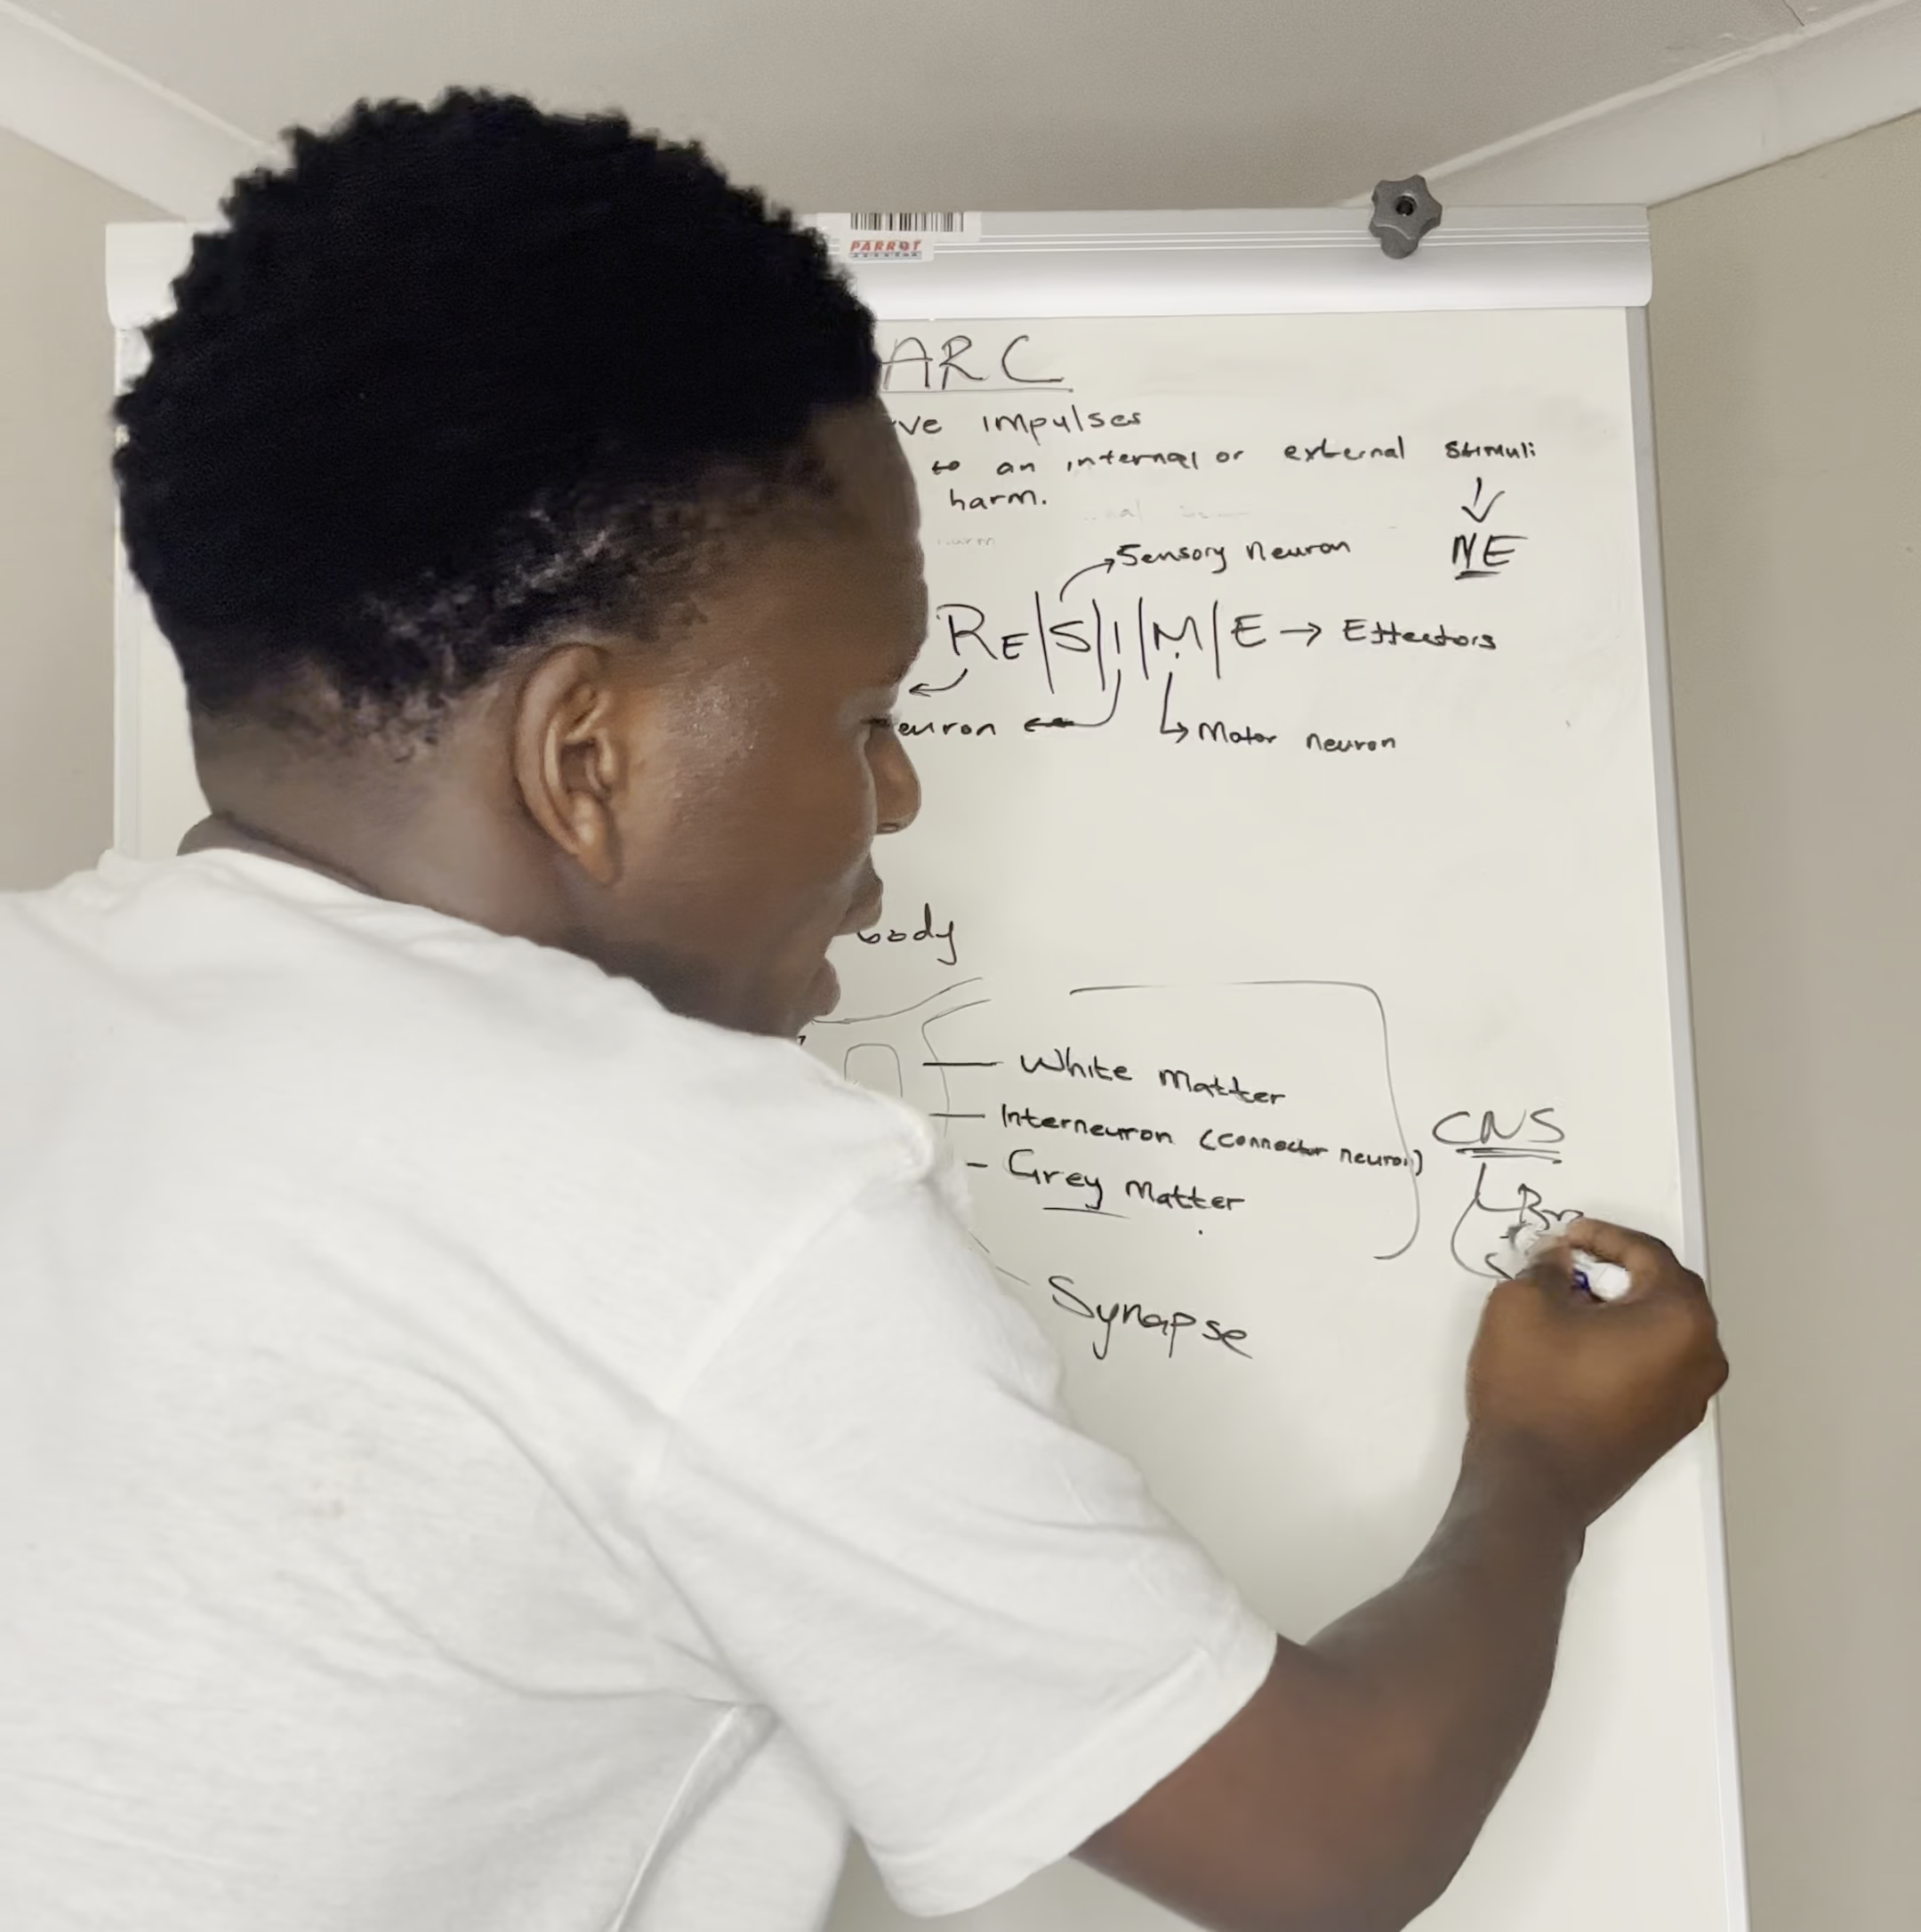 PARROT
ARC
ve impulses
to an internal or external stimuli
harm.
NE
Sensory neuron
RE|S|I|M|E → Effectors
euron
Motor neuron
body
White matter
Interneuron (connector neuron)
Grey matter
CNS
Synapse